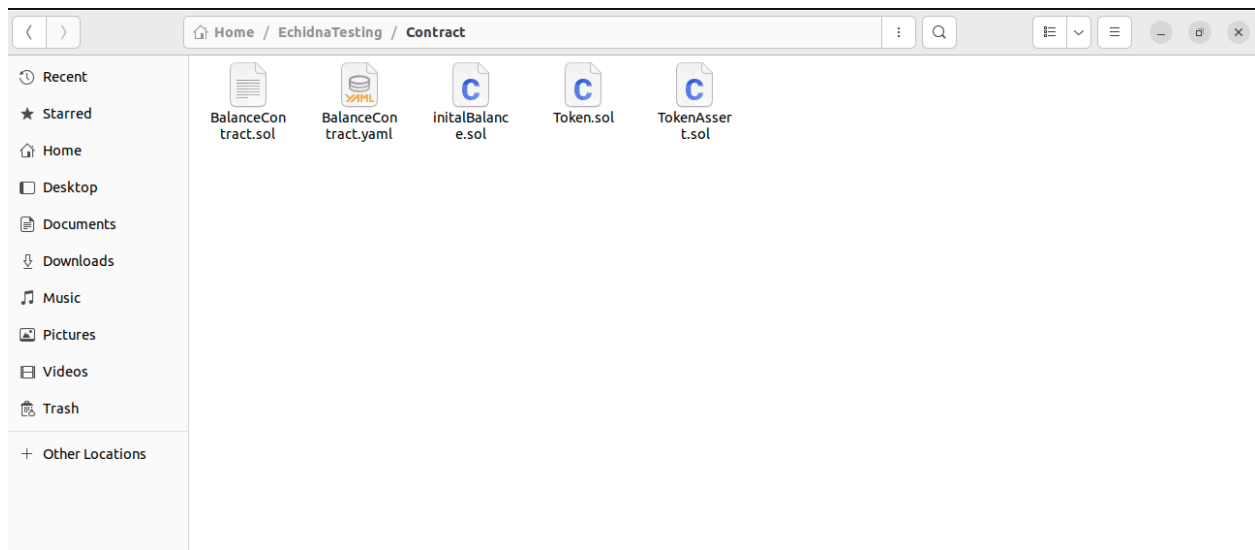 Home / EchidnaTesting / Contract
Recent
Starred
Home
Desktop
Documents
Downloads
Music
Pictures
Videos
Trash
+ Other Locations
BalanceCon
tract.sol
YAML
BalanceCon
tract.yaml
C
initalBalanc
e.sol
C
Token.sol
C
TokenAsser
t.sol